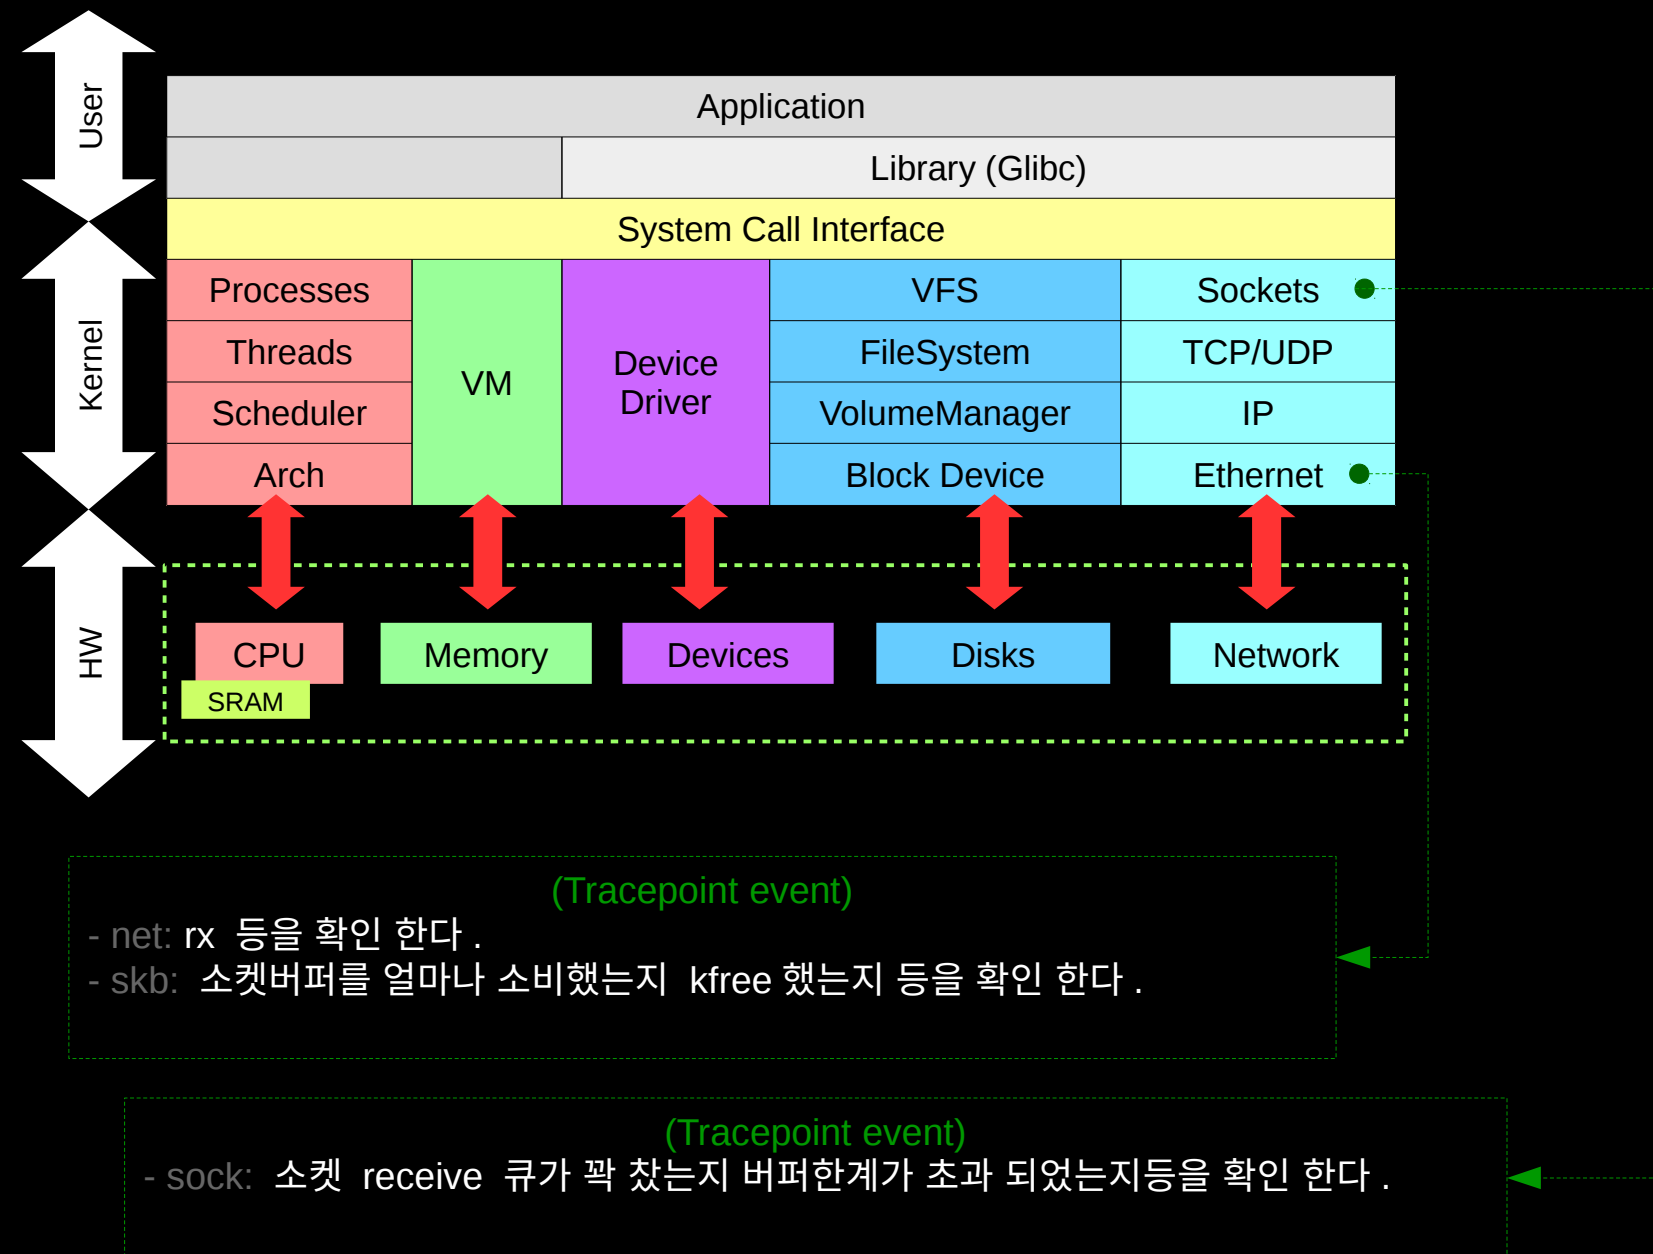 User
Application
Library (Glibc)
System Call Interface
Kernel
Processes
Threads
Scheduler
Arch
VM
Device
Driver
VFS
FileSystem
VolumeManager
Block Device
Sockets
TCP/UDP
IP
Ethernet
HW
CPU
SRAM
Memory
Devices
Disks
Network
(Tracepoint event)
- net: rx 등을 확인 한다 .
- skb: 소켓버퍼를 얼마나 소비했는지 kfree 했는지 등을 확인 한다 .
(Tracepoint event)
- sock: 소켓 receive 큐가 꽉 찼는지 버퍼한계가 초과 되었는지등을 확인 한다 .